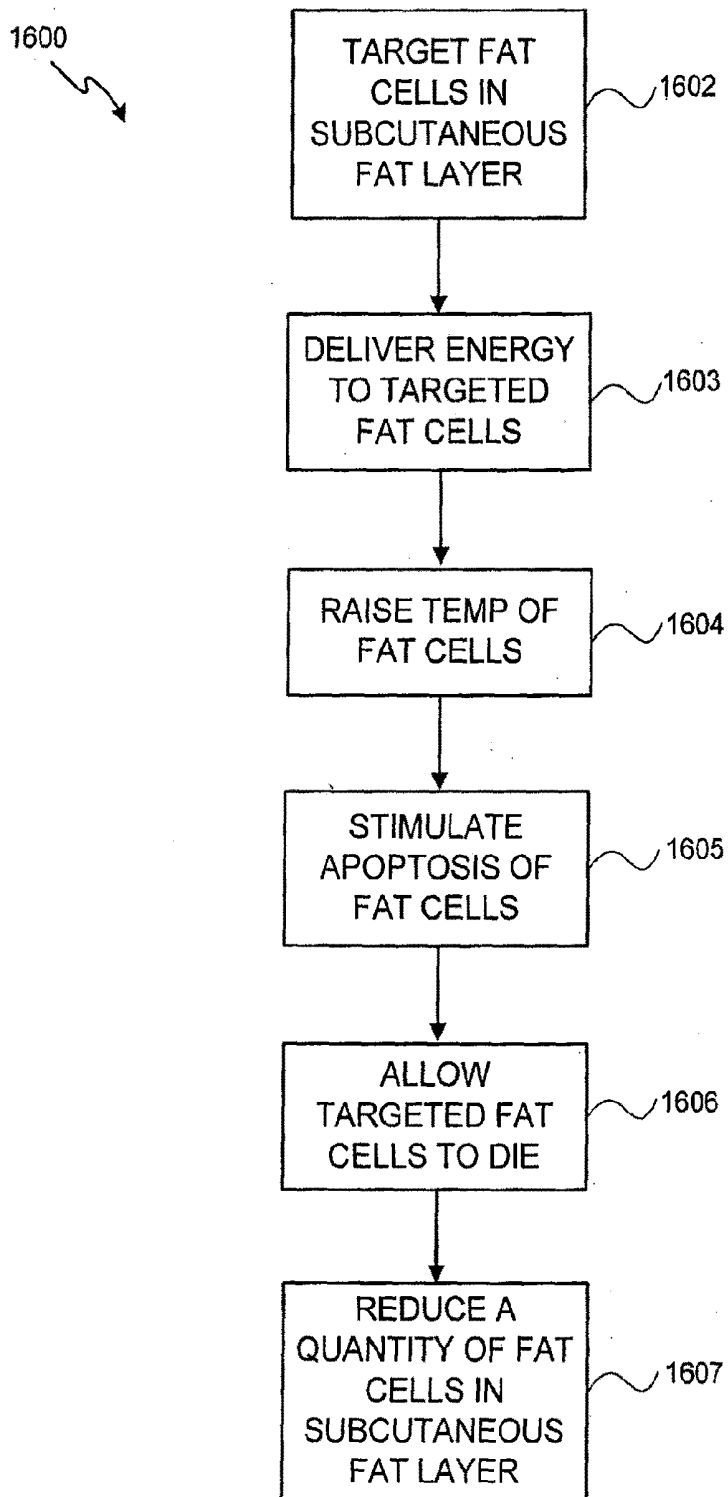 1600
TARGET FAT
CELLS IN
SUBCUTANEOUS
FAT LAYER
1602
DELIVER ENERGY
TO TARGETED
FAT CELLS
1603
RAISE TEMP OF
FAT CELLS
1604
STIMULATE
APOPTOSIS OF
FAT CELLS
1605
ALLOW
TARGETED FAT
CELLS TO DIE
1606
REDUCE A
QUANTITY OF FAT
CELLS IN
SUBCUTANEOUS
FAT LAYER
1607